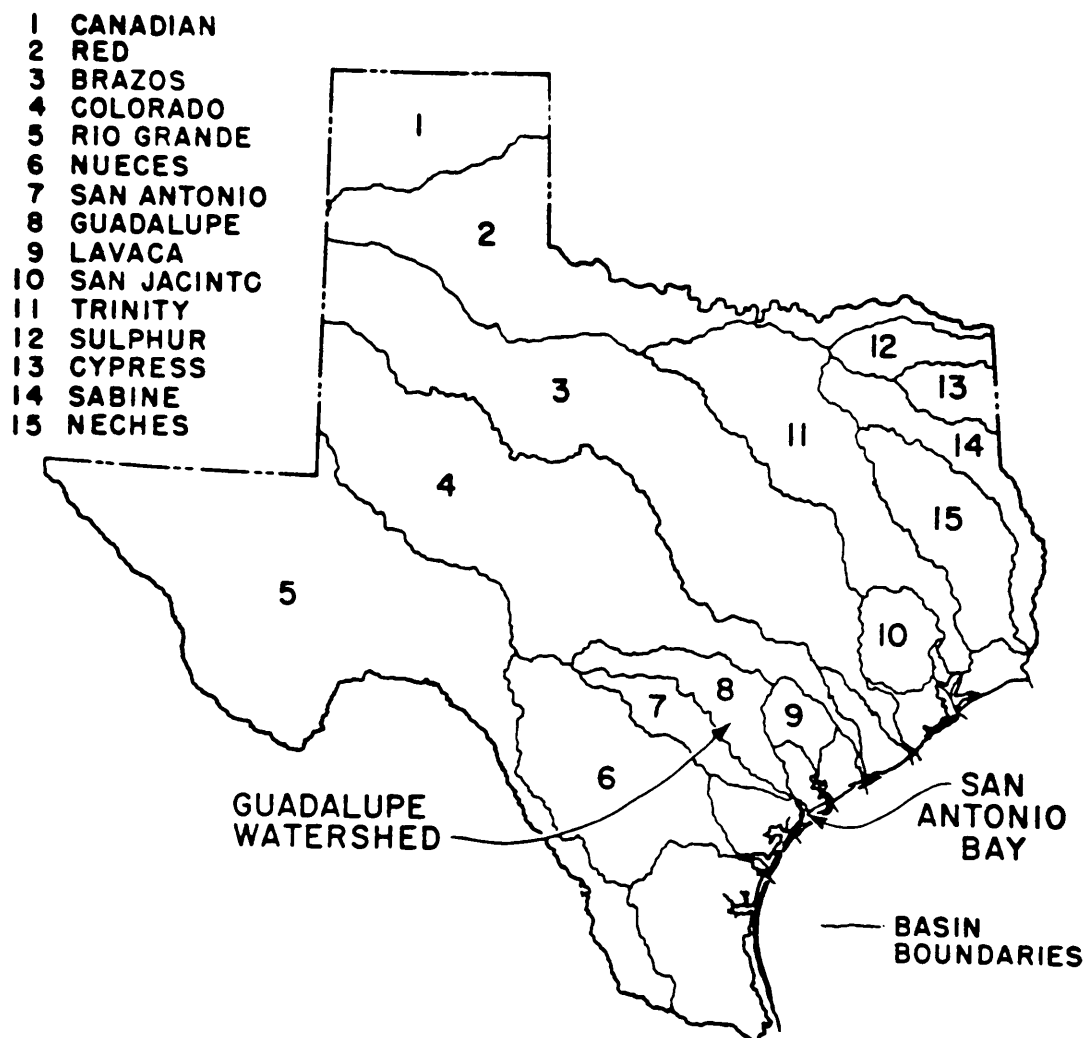 1 CANADIAN
2 RED
3 BRAZOS
4 COLORADO
5 RIO GRANDE
6 NUECES
7 SAN ANTONIO
8 GUADALUPE
9 LAVACA
10 SAN JACINTO
11 TRINITY
12 SULPHUR
13 CYPRESS
14 SABINE
15 NECHES
1
2
12
3
13
11
14
4
15
5
10
8
7
9
6
GUADALUPE
WATERSHED
SAN
ANTONIO
BAY
BASIN
BOUNDARIES